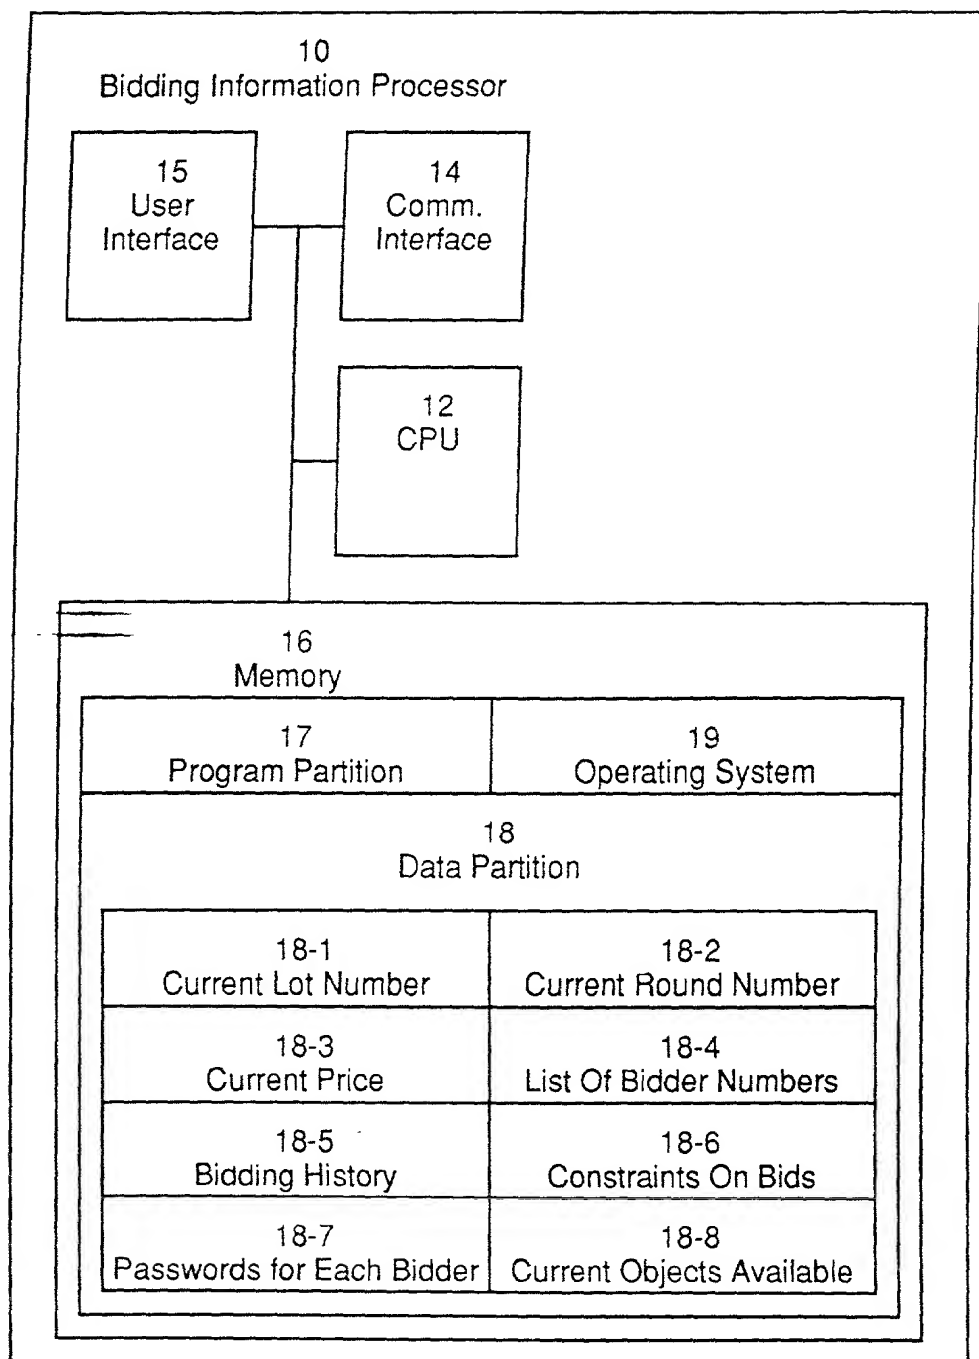 10
Bidding Information Processor
15
User
Interface
14
Comm.
Interface
12
CPU
16
Memory
17
Program Partition
19
Operating System
18
Data Partition
18-1
Current Lot Number
18-2
Current Round Number
18-3
Current Price
18-4
List Of Bidder Numbers
18-5
Bidding History
18-6
Constraints On Bids
18-7
Passwords for Each Bidder
18-8
Current Objects Available